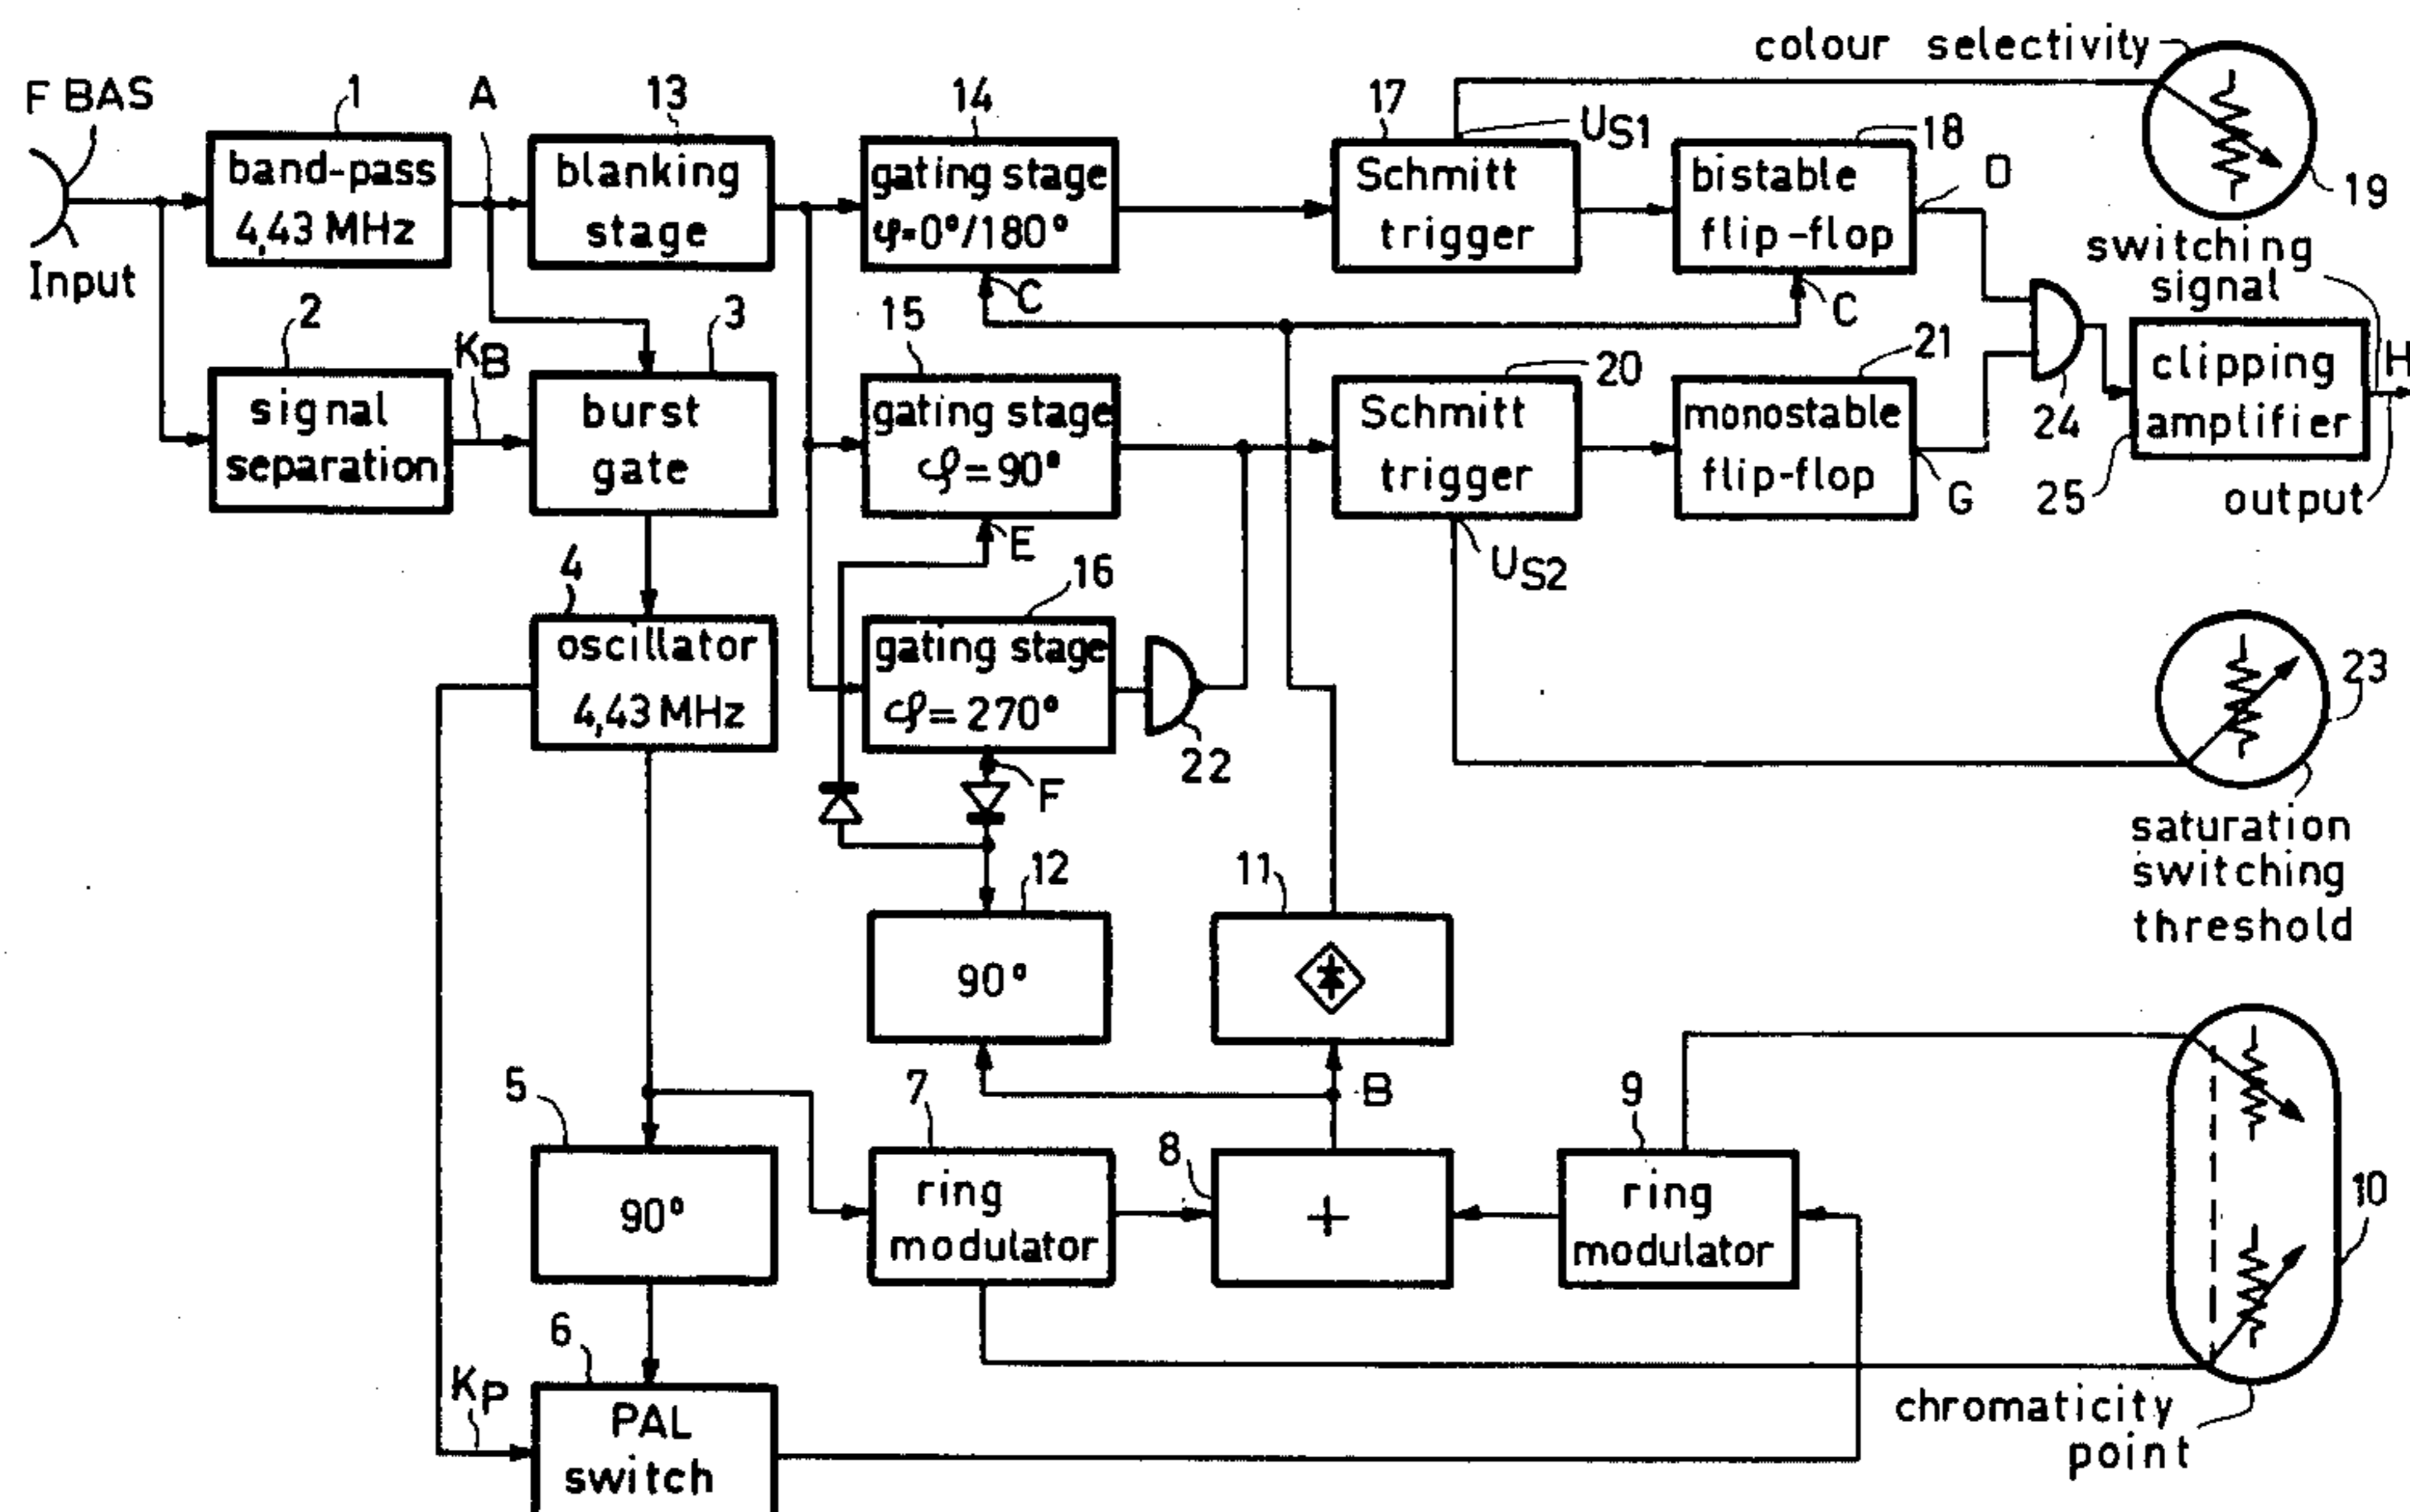 F BAS
Input
1
band-pass
4,43 MHz
A
13
blanking
stage
14
gating stage
φ=0°/180°
C
17
Schmitt
trigger
US1
18
bistable
flip-flop
C
D
colour selectivity
19
switching
signal
2
signal
separation
KB
3
burst
gate
15
gating stage
φ=90°
E
20
Schmitt
trigger
US2
21
monostable
flip-flop
G
24
25
clipping
amplifier
H
output
4
oscillator
4,43 MHz
16
gating stage
φ=270°
22
F
23
saturation
switching
threshold
12
90°
11
B
5
90°
7
ring
modulator
8
+
9
ring
modulator
10
chromaticity
point
6
KP
PAL
switch